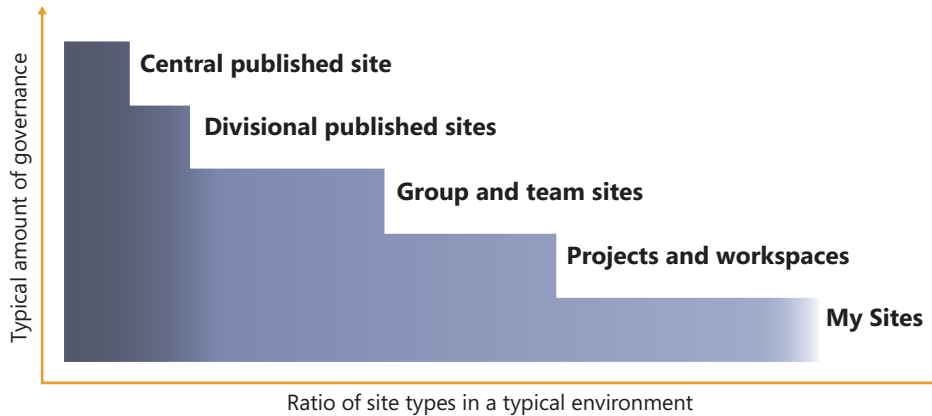 Typical amount of governance
Central published site
Divisional published sites
Group and team sites
Projects and workspaces
My Sites
Ratio of site types in a typical environment